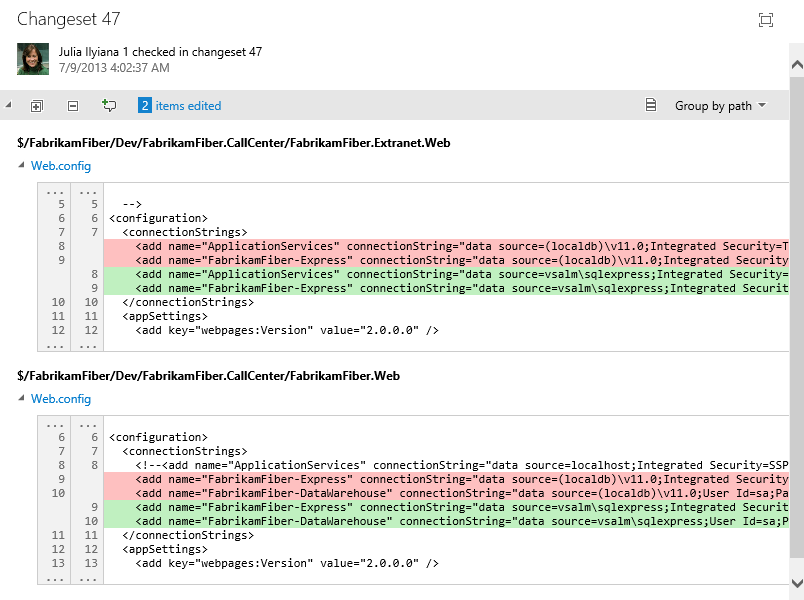 Changeset 47
Julia Ilyiana 1 checked in changeset 47
7/9/2013 4:02:37 AM
2 items edited Group by path
$/FabrikamFiber/Dev/FabrikamFiber.CallCenter/FabrikamFiber.Extranet.Web
Web.config
... ...
5 5 -->
6 6 <configuration>
7 7 <connectionStrings>
8 <add name="ApplicationServices" connectionString="data source=(localdb)\v11.0;Integrated Security=T
9 <add name="FabrikamFiber-Express" connectionString="data source=(localdb)\v11.0;Integrated Security
8 <add name="ApplicationServices" connectionString="data source=vsalm\sqlexpress;Integrated Security=
9 <add name="FabrikamFiber-Express" connectionString="data source=vsalm\sqlexpress;Integrated Securit
10 10 </connectionStrings>
11 11 <appSettings>
12 12 <add key="webpages:Version" value="2.0.0.0" />
... ...
$/FabrikamFiber/Dev/FabrikamFiber.CallCenter/FabrikamFiber.Web
Web.config
... ...
6 6 <configuration>
7 7 <connectionStrings>
8 8 <!--<add name="ApplicationServices" connectionString="data source=localhost;Integrated Security=SSP
9 <add name="FabrikamFiber-Express" connectionString="data source=(localdb)\v11.0;Integrated Security
10 <add name="FabrikamFiber-DataWarehouse" connectionString="data source=(localdb)\v11.0;User Id=sa;Pa
9 <add name="FabrikamFiber-Express" connectionString="data source=vsalm\sqlexpress;Integrated Securit
10 <add name="FabrikamFiber-DataWarehouse" connectionString="data source=vsalm\sqlexpress;User Id=sa;P
11 11 </connectionStrings>
12 12 <appSettings>
13 13 <add key="webpages:Version" value="2.0.0.0" />
... ...